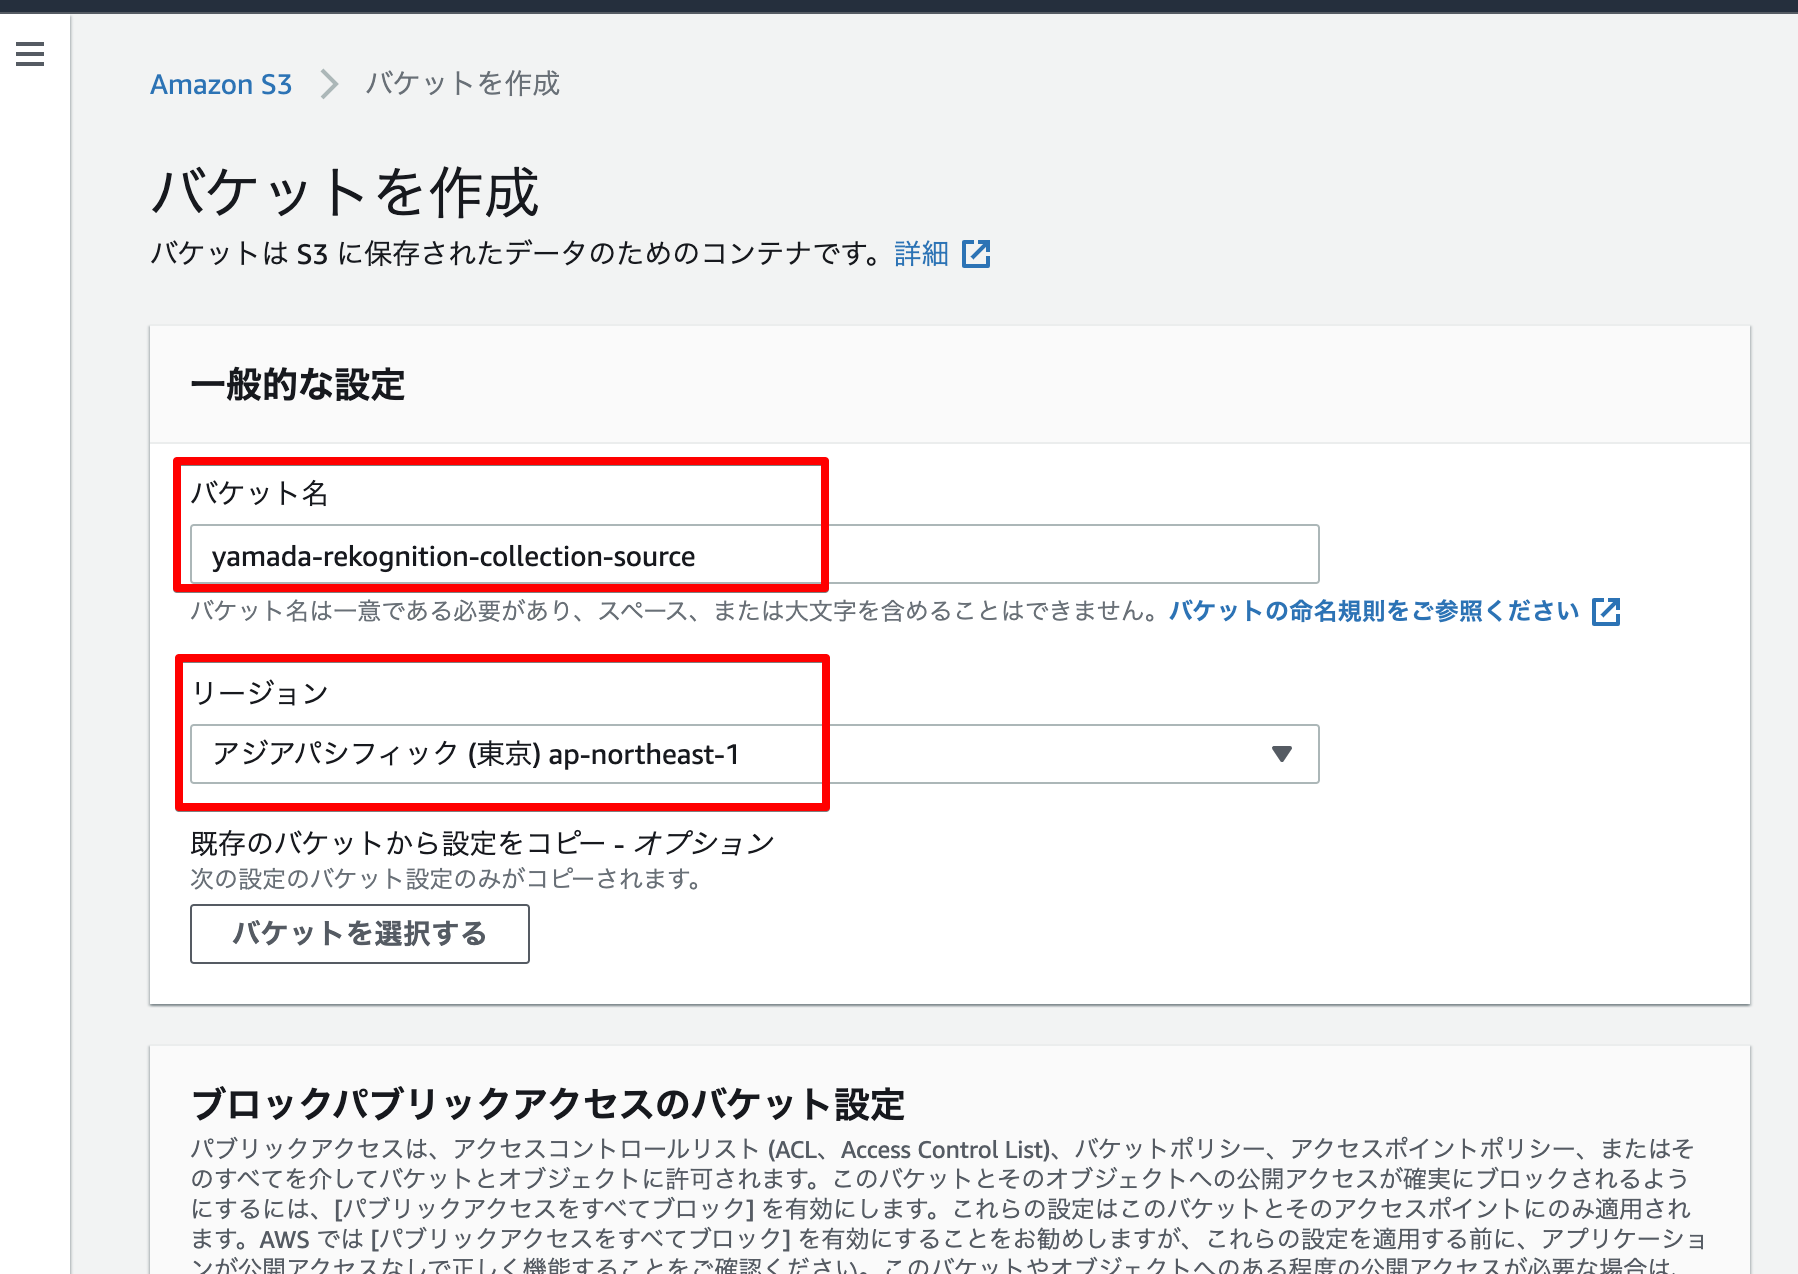 Amazon S3 > バケットを作成
バケットを作成
バケットは S3 に保存されたデータのためのコンテナです。詳細
一般的な設定
バケット名
yamada-rekognition-collection-source
バケット名は一意である必要があり、スペース、または大文字を含めることはできません。バケットの命名規則をご参照ください
リージョン
アジアパシフィック (東京) ap-northeast-1
既存のバケットから設定をコピー - オプション
次の設定のバケット設定のみがコピーされます。
バケットを選択する
ブロックパブリックアクセスのバケット設定
パブリックアクセスは、アクセスコントロールリスト (ACL、Access Control List)、バケットポリシー、アクセスポイントポリシー、またはそ
のすべてを介してバケットとオブジェクトに許可されます。このバケットとそのオブジェクトへの公開アクセスが確実にブロックされるよう
にするには、[パブリックアクセスをすべてブロック] を有効にします。これらの設定はこのバケットとそのアクセスポイントにのみ適用され
ます。AWS では [パブリックアクセスをすべてブロック] を有効にすることをお勧めしますが、これらの設定を適用する前に、アプリケーショ
ンが公開アクセスなしで正しく機能することをご確認ください。このバケットやオブジェクトへのある程度の公開アクセスが必要な場合は、